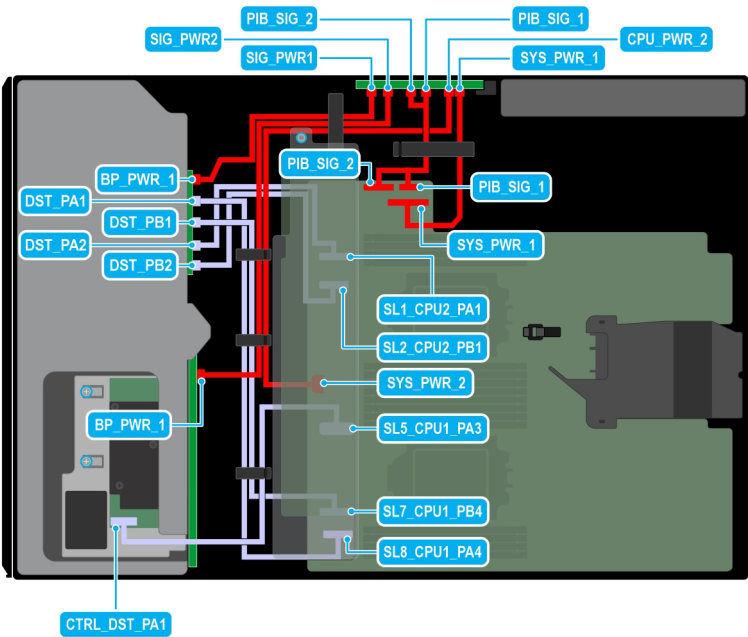 PIB_SIG_2
PIB_SIG_1
SIG_PWR2
CPU_PWR_2
SIG_PWR1
SYS_PWR_1
PIB_SIG_2
BP_PWR_1
PIB_SIG_1
DST_PA1
DST_PB1
DST_PA2
SYS_PWR_1
DST_PB2
SL1_CPU2_PA1
SL2_CPU2_PB1
SYS_PWR_2
BP_PWR_1
SL5_CPU1_PA3
SL7_CPU1_PB4
SL8_CPU1_PA4
CTRL_DST_PA1